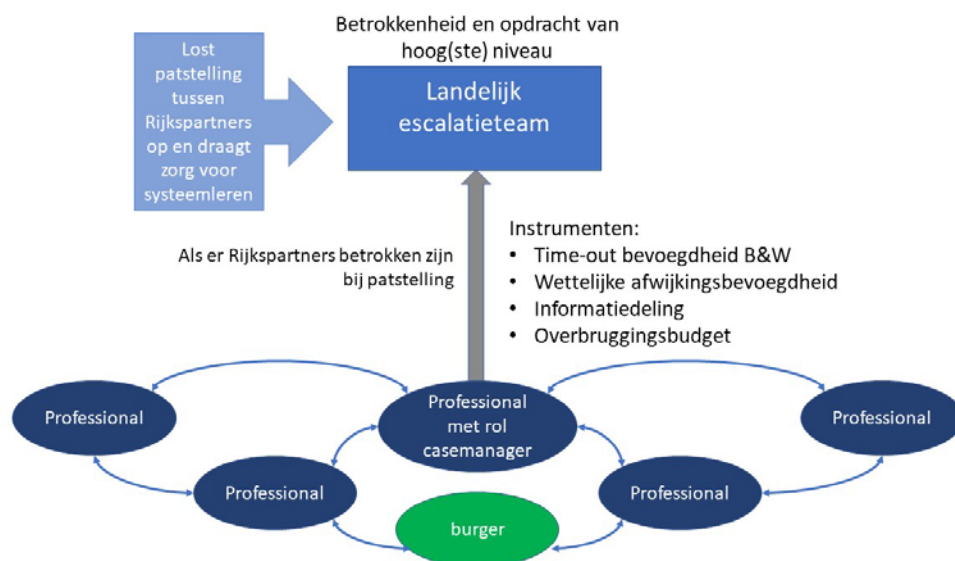 Betrokkenheid en opdracht van
hoog(ste) niveau
Lost
patstelling
tussen
Rijkspartners
op en draagt
zorg voor
systeemleren
Landelijk
escalatieteam
Als er Rijkspartners betrokken zijn
bij patstelling
Instrumenten:
• Time-out bevoegdheid B&W
• Wettelijke afwijkingsbevoegdheid
• Informatiedeling
• Overbruggingsbudget
Professional
Professional
met rol
casemanager
Professional
Professional
Professional
burger